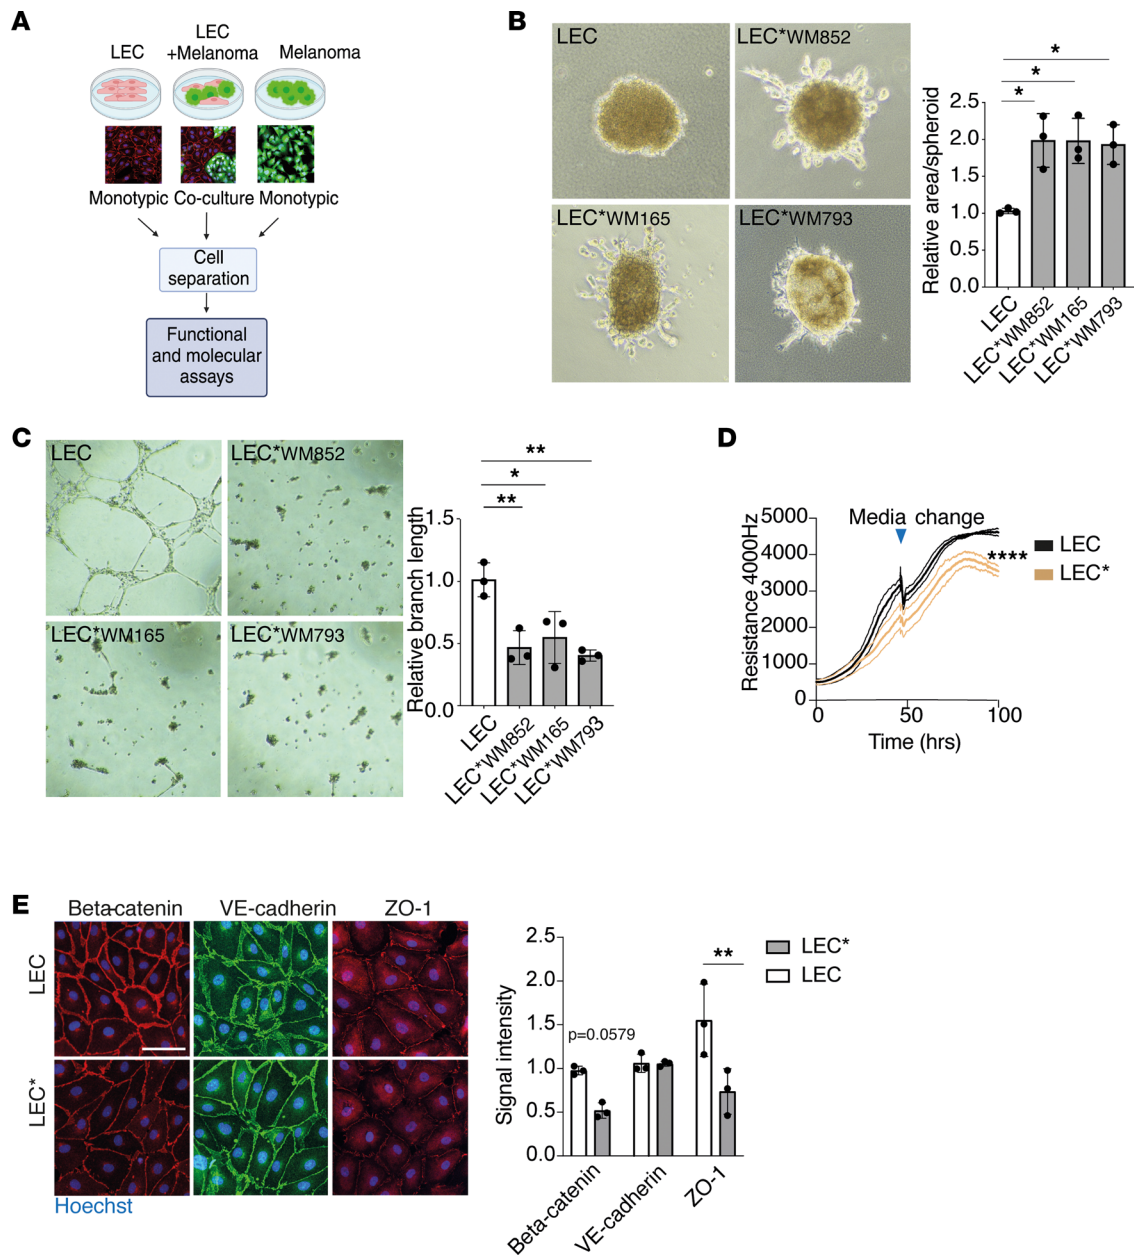 A
LEC
LEC
+Melanoma
Melanoma
Monotypic
Co-culture
Monotypic
Cell
separation
Functional
and molecular
assays
B
LEC
LEC*WM852
LEC*WM165
LEC*WM793
Relative area/spheroid
2.5
2.0
1.5
1.0
0.5
0.0
*
*
*
LEC
LEC*WM852
LEC*WM165
LEC*WM793
C
LEC
LEC*WM852
LEC*WM165
LEC*WM793
Relative branch length
1.5
1.0
0.5
0.0
**
*
**
LEC
LEC*WM852
LEC*WM165
LEC*WM793
D
Media change
Resistance 4000Hz
5000
4000
3000
2000
1000
0
0
50
100
Time (hrs)
****
LEC
LEC*
E
Beta-catenin
VE-cadherin
ZO-1
LEC
LEC*
Hoechst
Signal intensity
2.5
2.0
1.5
1.0
0.5
0.0
p=0.0579
**
Beta-catenin
VE-cadherin
ZO-1
LEC*
LEC